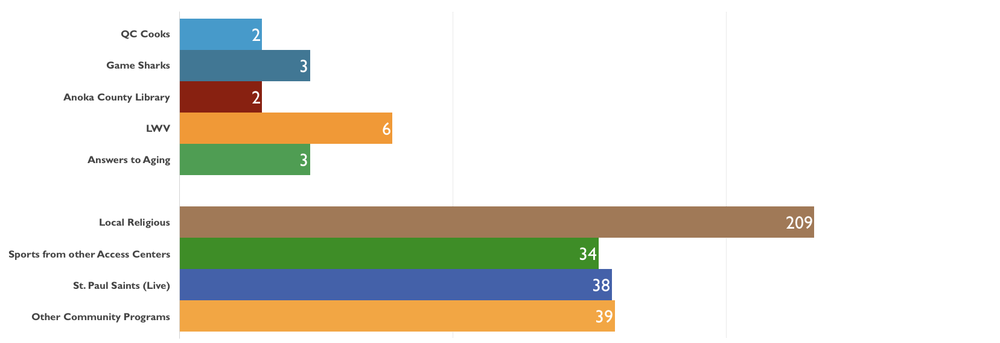 QC Cooks 2
Game Sharks 3
Anoka County Library 2
LWV 6
Answers to Aging 3
Local Religious 209
Sports from other Access Centers 34
St. Paul Saints (Live) 38
Other Community Programs 39